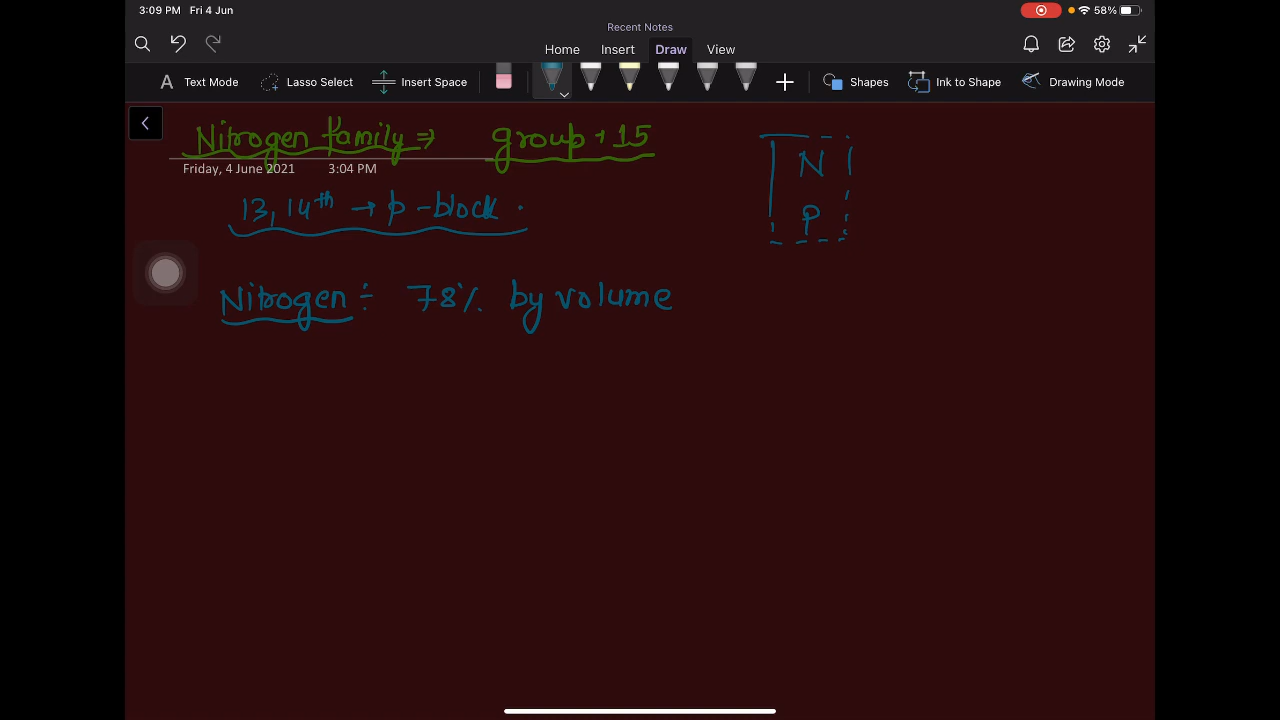 3:09 PM Fri 4 Jun 58%
Recent Notes
Home Insert Draw View
A Text Mode Lasso Select Insert Space Shapes Ink to Shape Drawing Mode
Nitrogen family ⇒ group + 15
Friday, 4 June 2021 3:04 PM
13, 14th → p - block .
N
P
Nitrogen ÷ 78% by volume